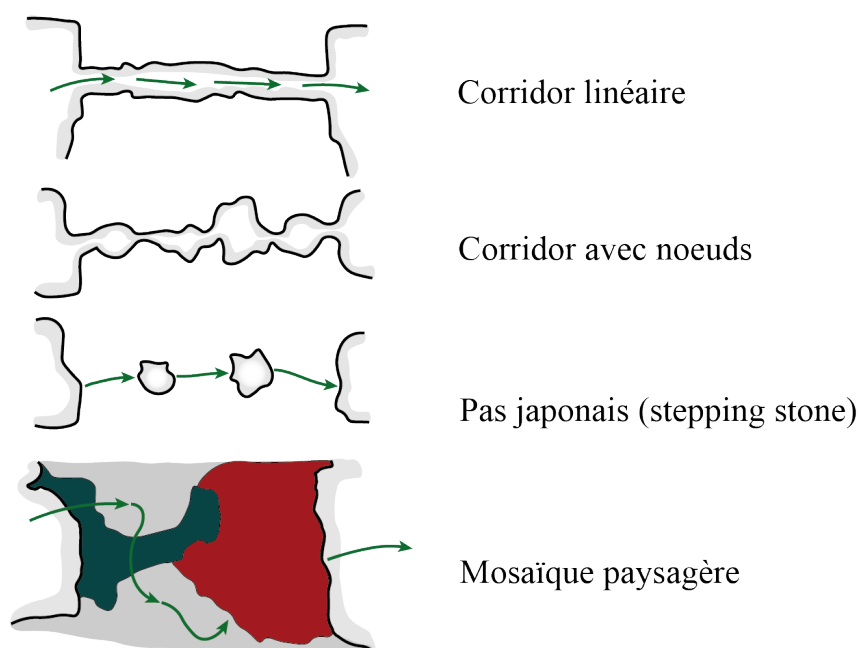 Corridor linéaire
Corridor avec noeuds
Pas japonais (stepping stone)
Mosaïque paysagère